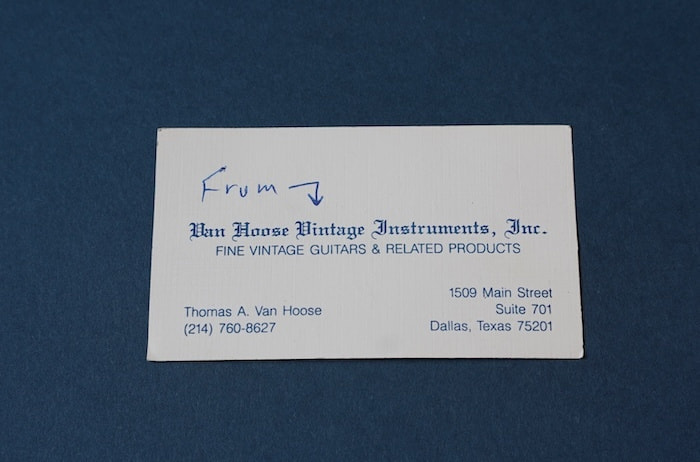 From
Van Hoose Vintage Instruments, Inc.
FINE VINTAGE GUITARS & RELATED PRODUCTS
Thomas A. Van Hoose
(214) 760-8627
1509 Main Street
Suite 701
Dallas, Texas 75201